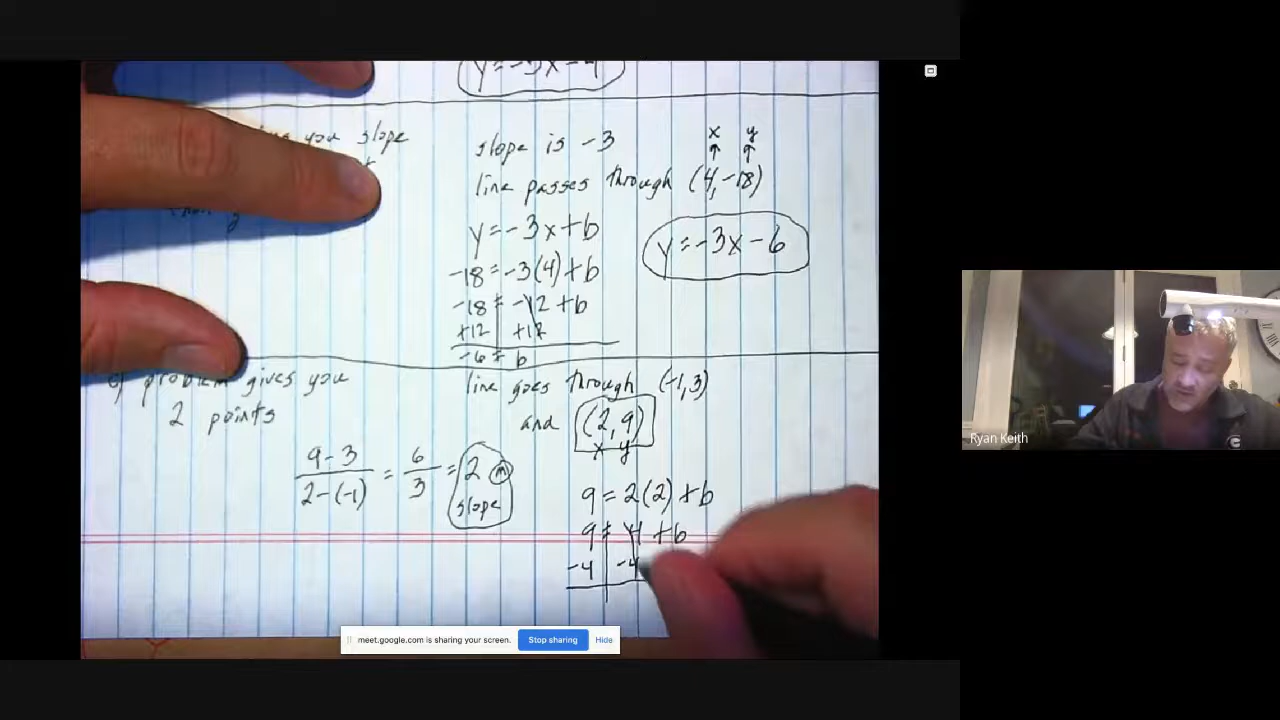 y = -3x - 4
you slope
slope is -3
x y
line passes through (4, -18)
y = -3x + b
y = -3x - 6
-18 = -3(4) + b
-18 = -12 + b
+12 +12
-6 = b
problem gives you
2 points
line goes through (-1, 3)
and (2, 9)
x y
9 - 3
2 - (-1)
=
6
3
= 2 m
slope
9 = 2(2) + b
9 = 4 + b
-4 -4
meet.google.com is sharing your screen. Stop sharing Hide
Ryan Keith